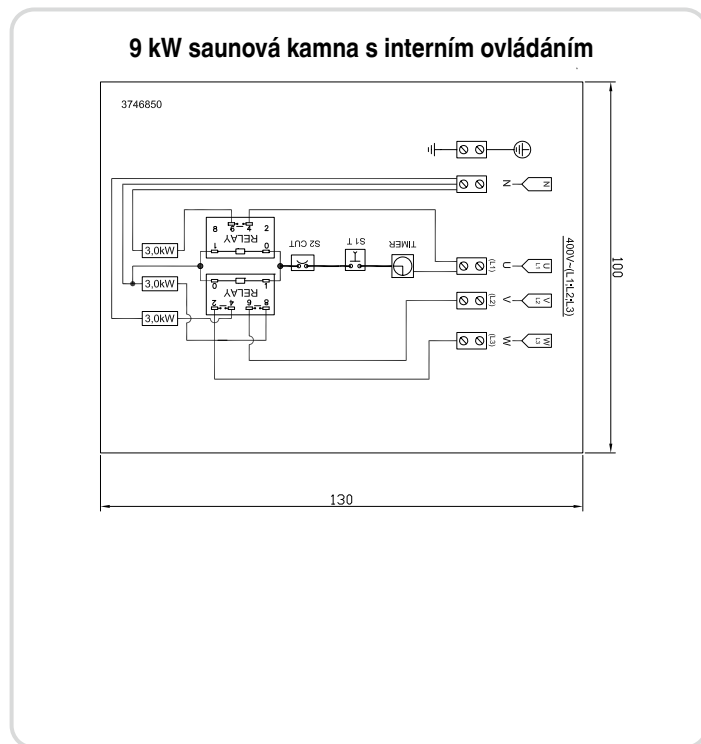 9 kW saunová kamna s interním ovládáním
3746850
N N
8 6 4 2
RELAY
1 0
3,0kW
S2 CUT
S1 T
TIMER
(L1) U U L1
400V~(L1;L2;L3)
100
3,0kW
0 1
RELAY
2 4 6 8
(L2) V V L2
3,0kW
(L3) W W L3
130